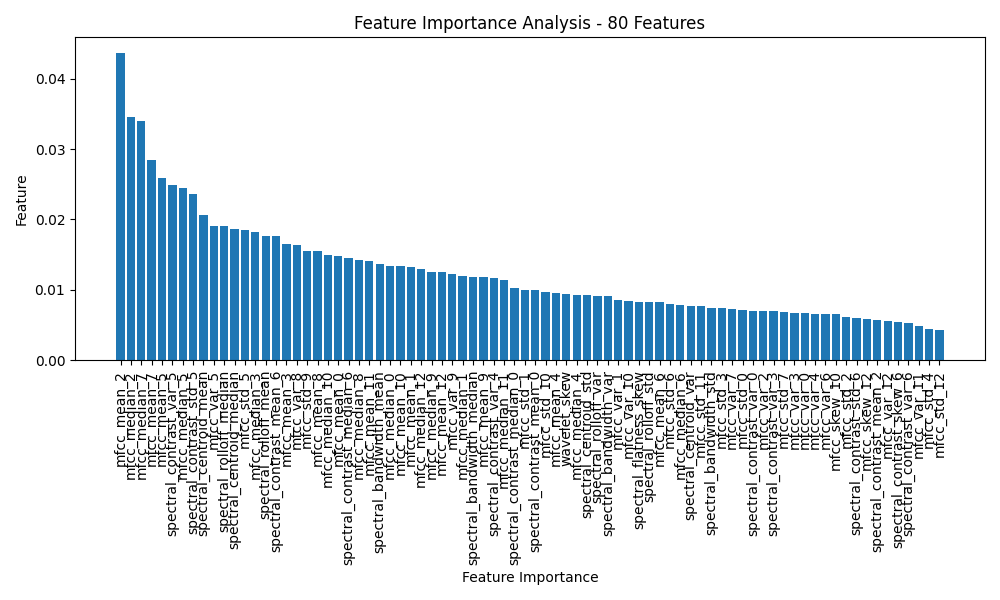 Feature Importance Analysis - 80 Features
0.04
0.03
0.02
0.01
0.00
Feature
mfcc_mean_2
mfcc_median_2
mfcc_median_7
mfcc_mean_7
mfcc_mean_5
spectral_contrast_var_5
mfcc_median_5
spectral_contrast_std_5
spectral_centroid_mean
mfcc_var_5
spectral_rolloff_median
spectral_centroid_median
mfcc_std_5
mfcc_median_3
spectral_rolloff_mean
spectral_contrast_mean_6
mfcc_mean_3
mfcc_var_8
mfcc_std_8
mfcc_mean_8
mfcc_median_10
mfcc_mean_0
spectral_contrast_median_6
mfcc_median_8
mfcc_mean_11
spectral_bandwidth_mean
mfcc_median_0
mfcc_mean_10
mfcc_mean_1
mfcc_median_12
mfcc_median_9
mfcc_mean_12
mfcc_var_9
mfcc_median_1
spectral_bandwidth_median
mfcc_mean_9
spectral_contrast_var_4
mfcc_median_11
spectral_contrast_median_0
mfcc_std_1
spectral_contrast_mean_0
mfcc_std_10
mfcc_mean_4
wavelet_skew
mfcc_median_4
spectral_centroid_std
spectral_rolloff_var
spectral_bandwidth_var
mfcc_var_1
mfcc_var_10
spectral_flatness_skew
spectral_rolloff_std
mfcc_mean_6
mfcc_std_6
mfcc_median_6
spectral_centroid_var
mfcc_std_11
spectral_bandwidth_std
mfcc_std_3
mfcc_var_7
mfcc_std_0
spectral_contrast_var_0
mfcc_var_2
spectral_contrast_var_3
mfcc_std_7
mfcc_var_3
mfcc_var_0
mfcc_var_4
mfcc_var_6
mfcc_skew_10
mfcc_std_2
spectral_contrast_std_6
mfcc_skew_12
spectral_contrast_mean_2
mfcc_var_12
spectral_contrast_skew_6
spectral_contrast_var_6
mfcc_var_11
mfcc_std_4
mfcc_std_12
Feature Importance